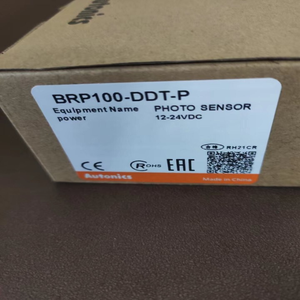 BRP100-DDT-P
Equipment Name PHOTO SENSOR
power 12-24VDC
CE RoHS EAC RH21CR
Autonics
Made in China